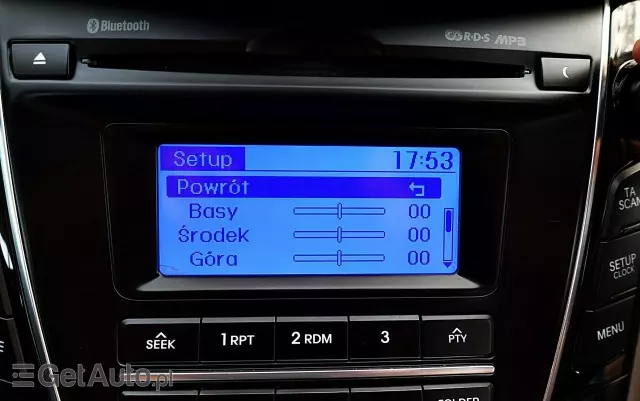 Bluetooth
R·D·S MP3
Setup 17:53
Powrót
Basy 00
Środek 00
Góra 00
TA
SCAN
SETUP
CLOCK
MENU
SEEK 1 RPT 2 RDM 3 PTY
FOLDER
GetAuto.pl